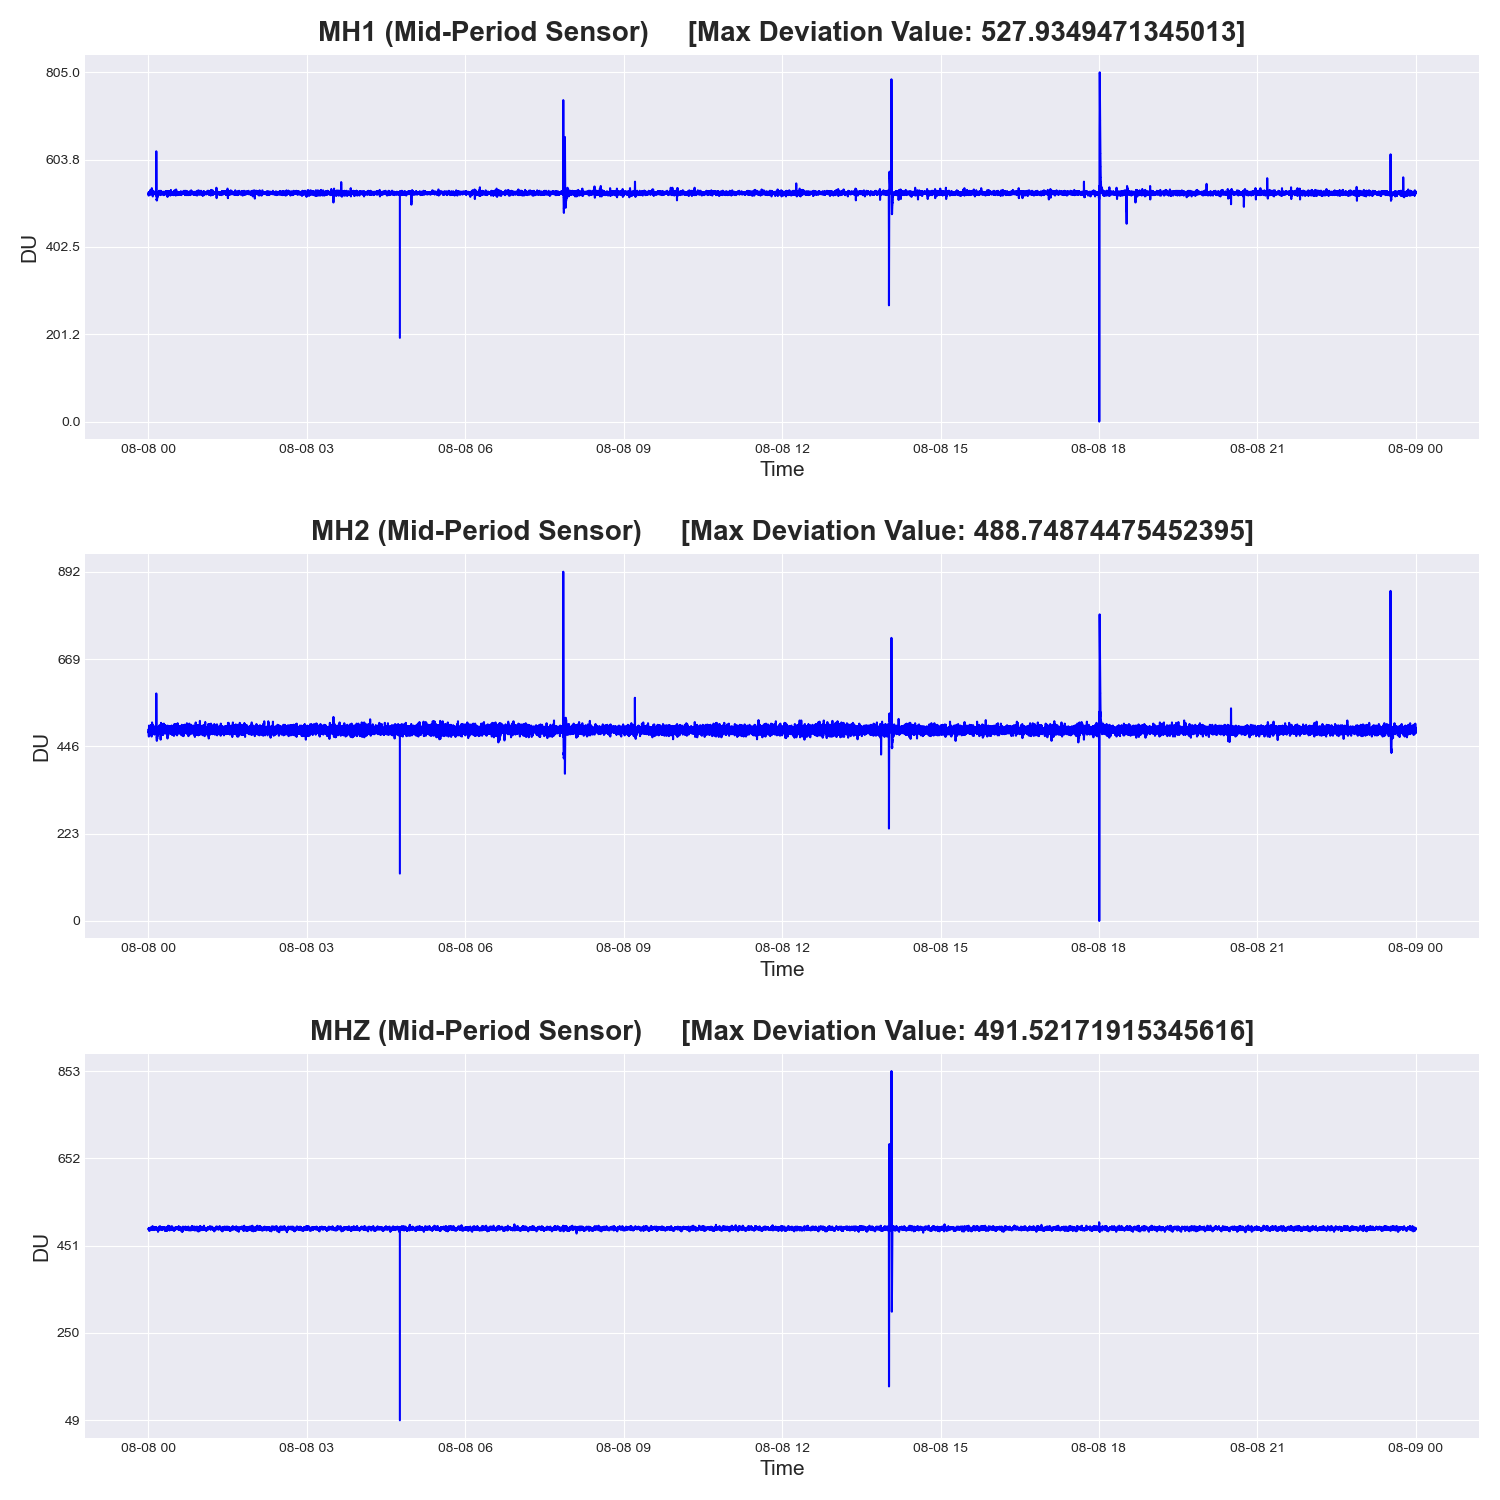 MH1 (Mid-Period Sensor) [Max Deviation Value: 527.9349471345013]
805.0
603.8
402.5
201.2
0.0
DU
08-08 00 08-08 03 08-08 06 08-08 09 08-08 12 08-08 15 08-08 18 08-08 21 08-09 00
Time
MH2 (Mid-Period Sensor) [Max Deviation Value: 488.74874475452395]
892
669
446
223
0
DU
08-08 00 08-08 03 08-08 06 08-08 09 08-08 12 08-08 15 08-08 18 08-08 21 08-09 00
Time
MHZ (Mid-Period Sensor) [Max Deviation Value: 491.52171915345616]
853
652
451
250
49
DU
08-08 00 08-08 03 08-08 06 08-08 09 08-08 12 08-08 15 08-08 18 08-08 21 08-09 00
Time